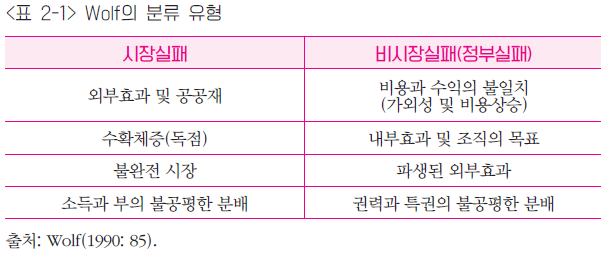 <표 2-1> Wolf의 분류 유형
시장실패 비시장실패(정부실패)
외부효과 및 공공재 비용과 수익의 불일치
(가외성 및 비용상승)
수확체증(독점) 내부효과 및 조직의 목표
불완전 시장 파생된 외부효과
소득과 부의 불공평한 분배 권력과 특권의 불공평한 분배
출처: Wolf(1990: 85).